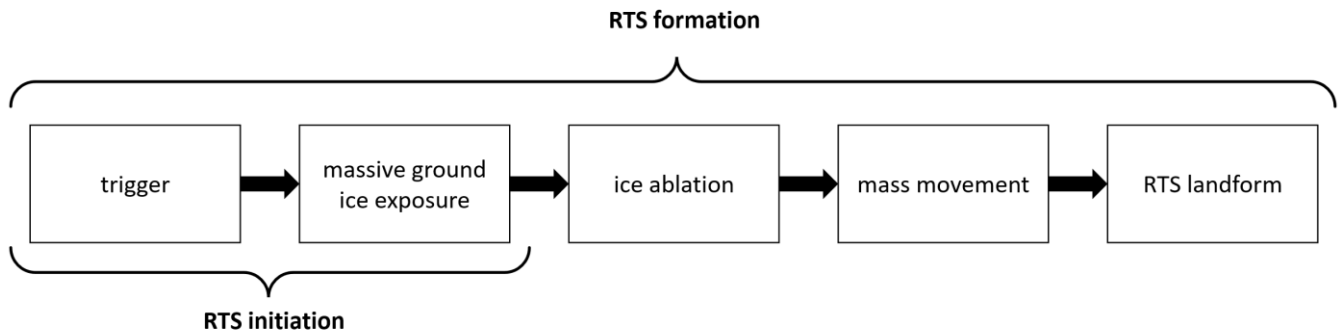 RTS formation
trigger
massive ground
ice exposure
ice ablation
mass movement
RTS landform
RTS initiation